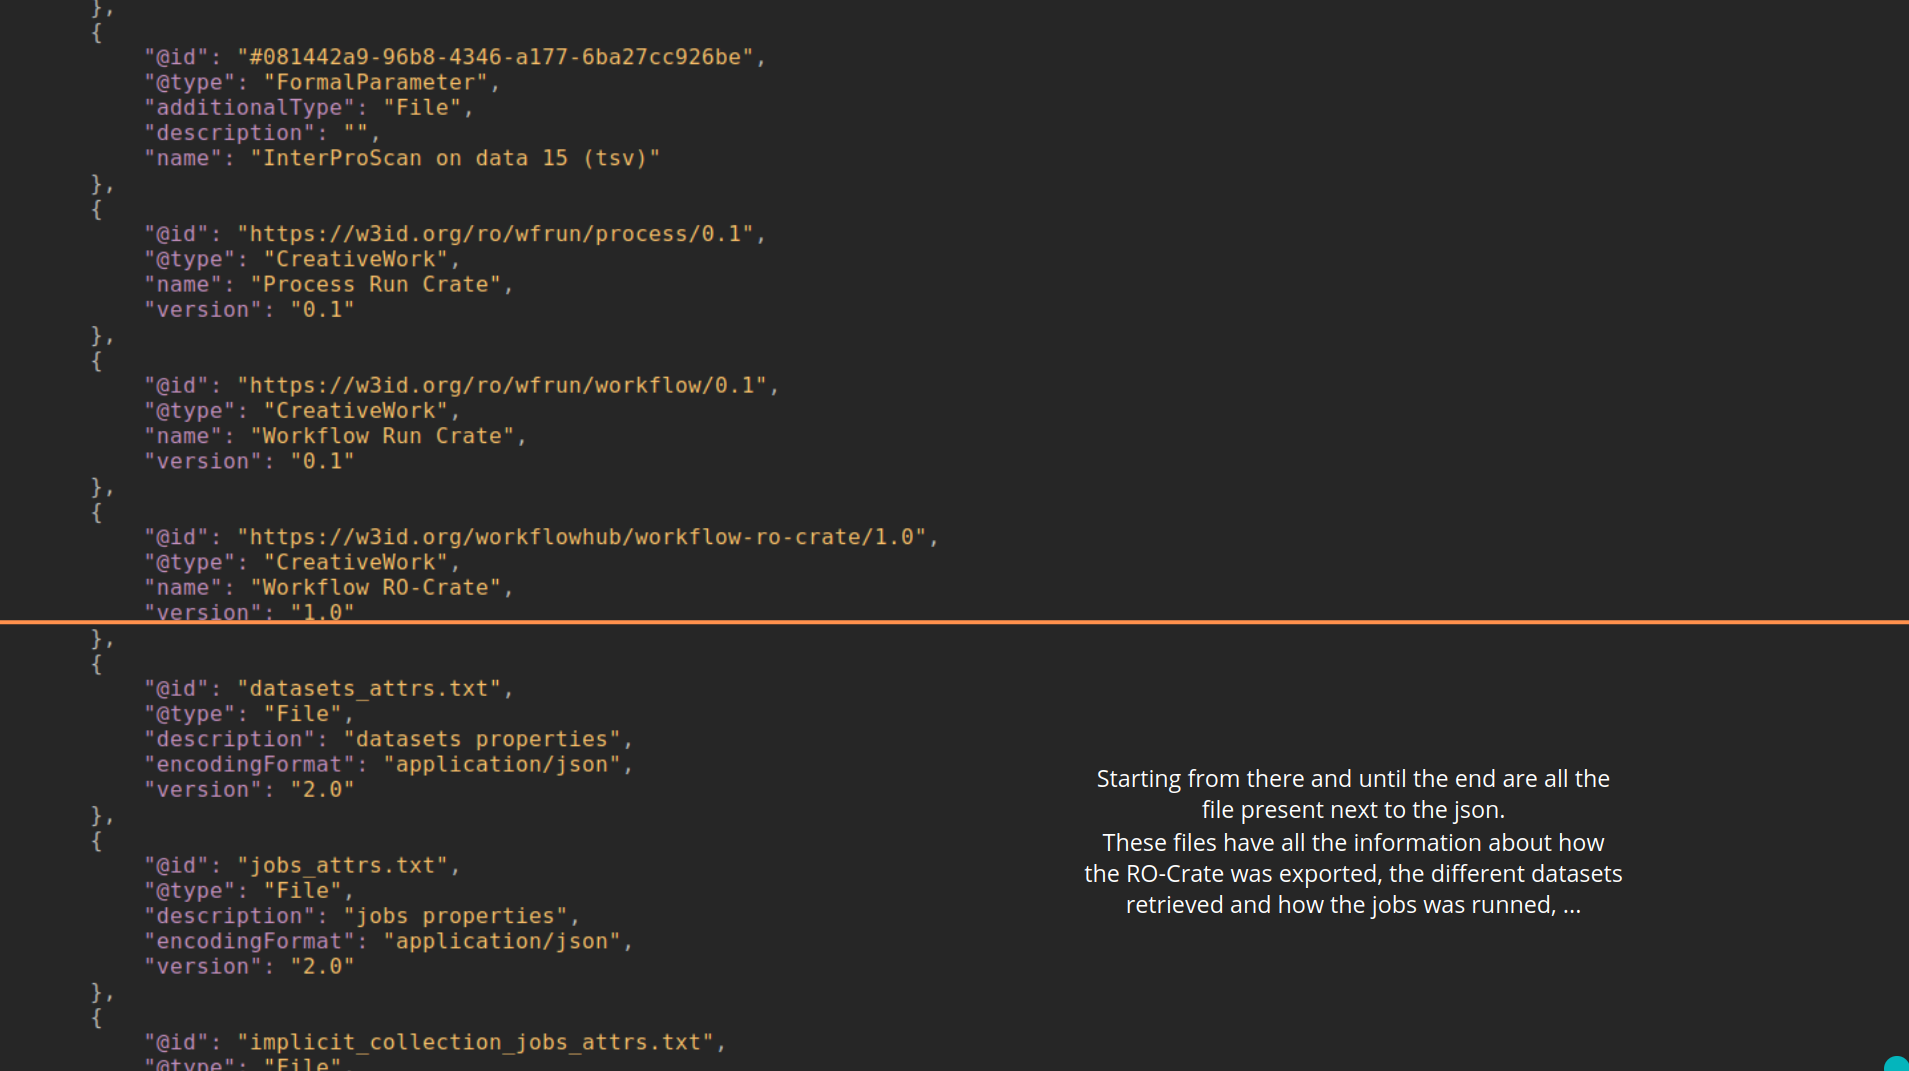 },
{
"@id": "#081442a9-96b8-4346-a177-6ba27cc926be",
"@type": "FormalParameter",
"additionalType": "File",
"description": "",
"name": "InterProScan on data 15 (tsv)"
},
{
"@id": "https://w3id.org/ro/wfrun/process/0.1",
"@type": "CreativeWork",
"name": "Process Run Crate",
"version": "0.1"
},
{
"@id": "https://w3id.org/ro/wfrun/workflow/0.1",
"@type": "CreativeWork",
"name": "Workflow Run Crate",
"version": "0.1"
},
{
"@id": "https://w3id.org/workflowhub/workflow-ro-crate/1.0",
"@type": "CreativeWork",
"name": "Workflow RO-Crate",
"version": "1.0"
},
{
"@id": "datasets_attrs.txt",
"@type": "File",
"description": "datasets properties",
"encodingFormat": "application/json",
"version": "2.0"
},
{
"@id": "jobs_attrs.txt",
"@type": "File",
"description": "jobs properties",
"encodingFormat": "application/json",
"version": "2.0"
},
{
"@id": "implicit_collection_jobs_attrs.txt",
"@type": "File",
Starting from there and until the end are all the
file present next to the json.
These files have all the information about how
the RO-Crate was exported, the different datasets
retrieved and how the jobs was runned, ...